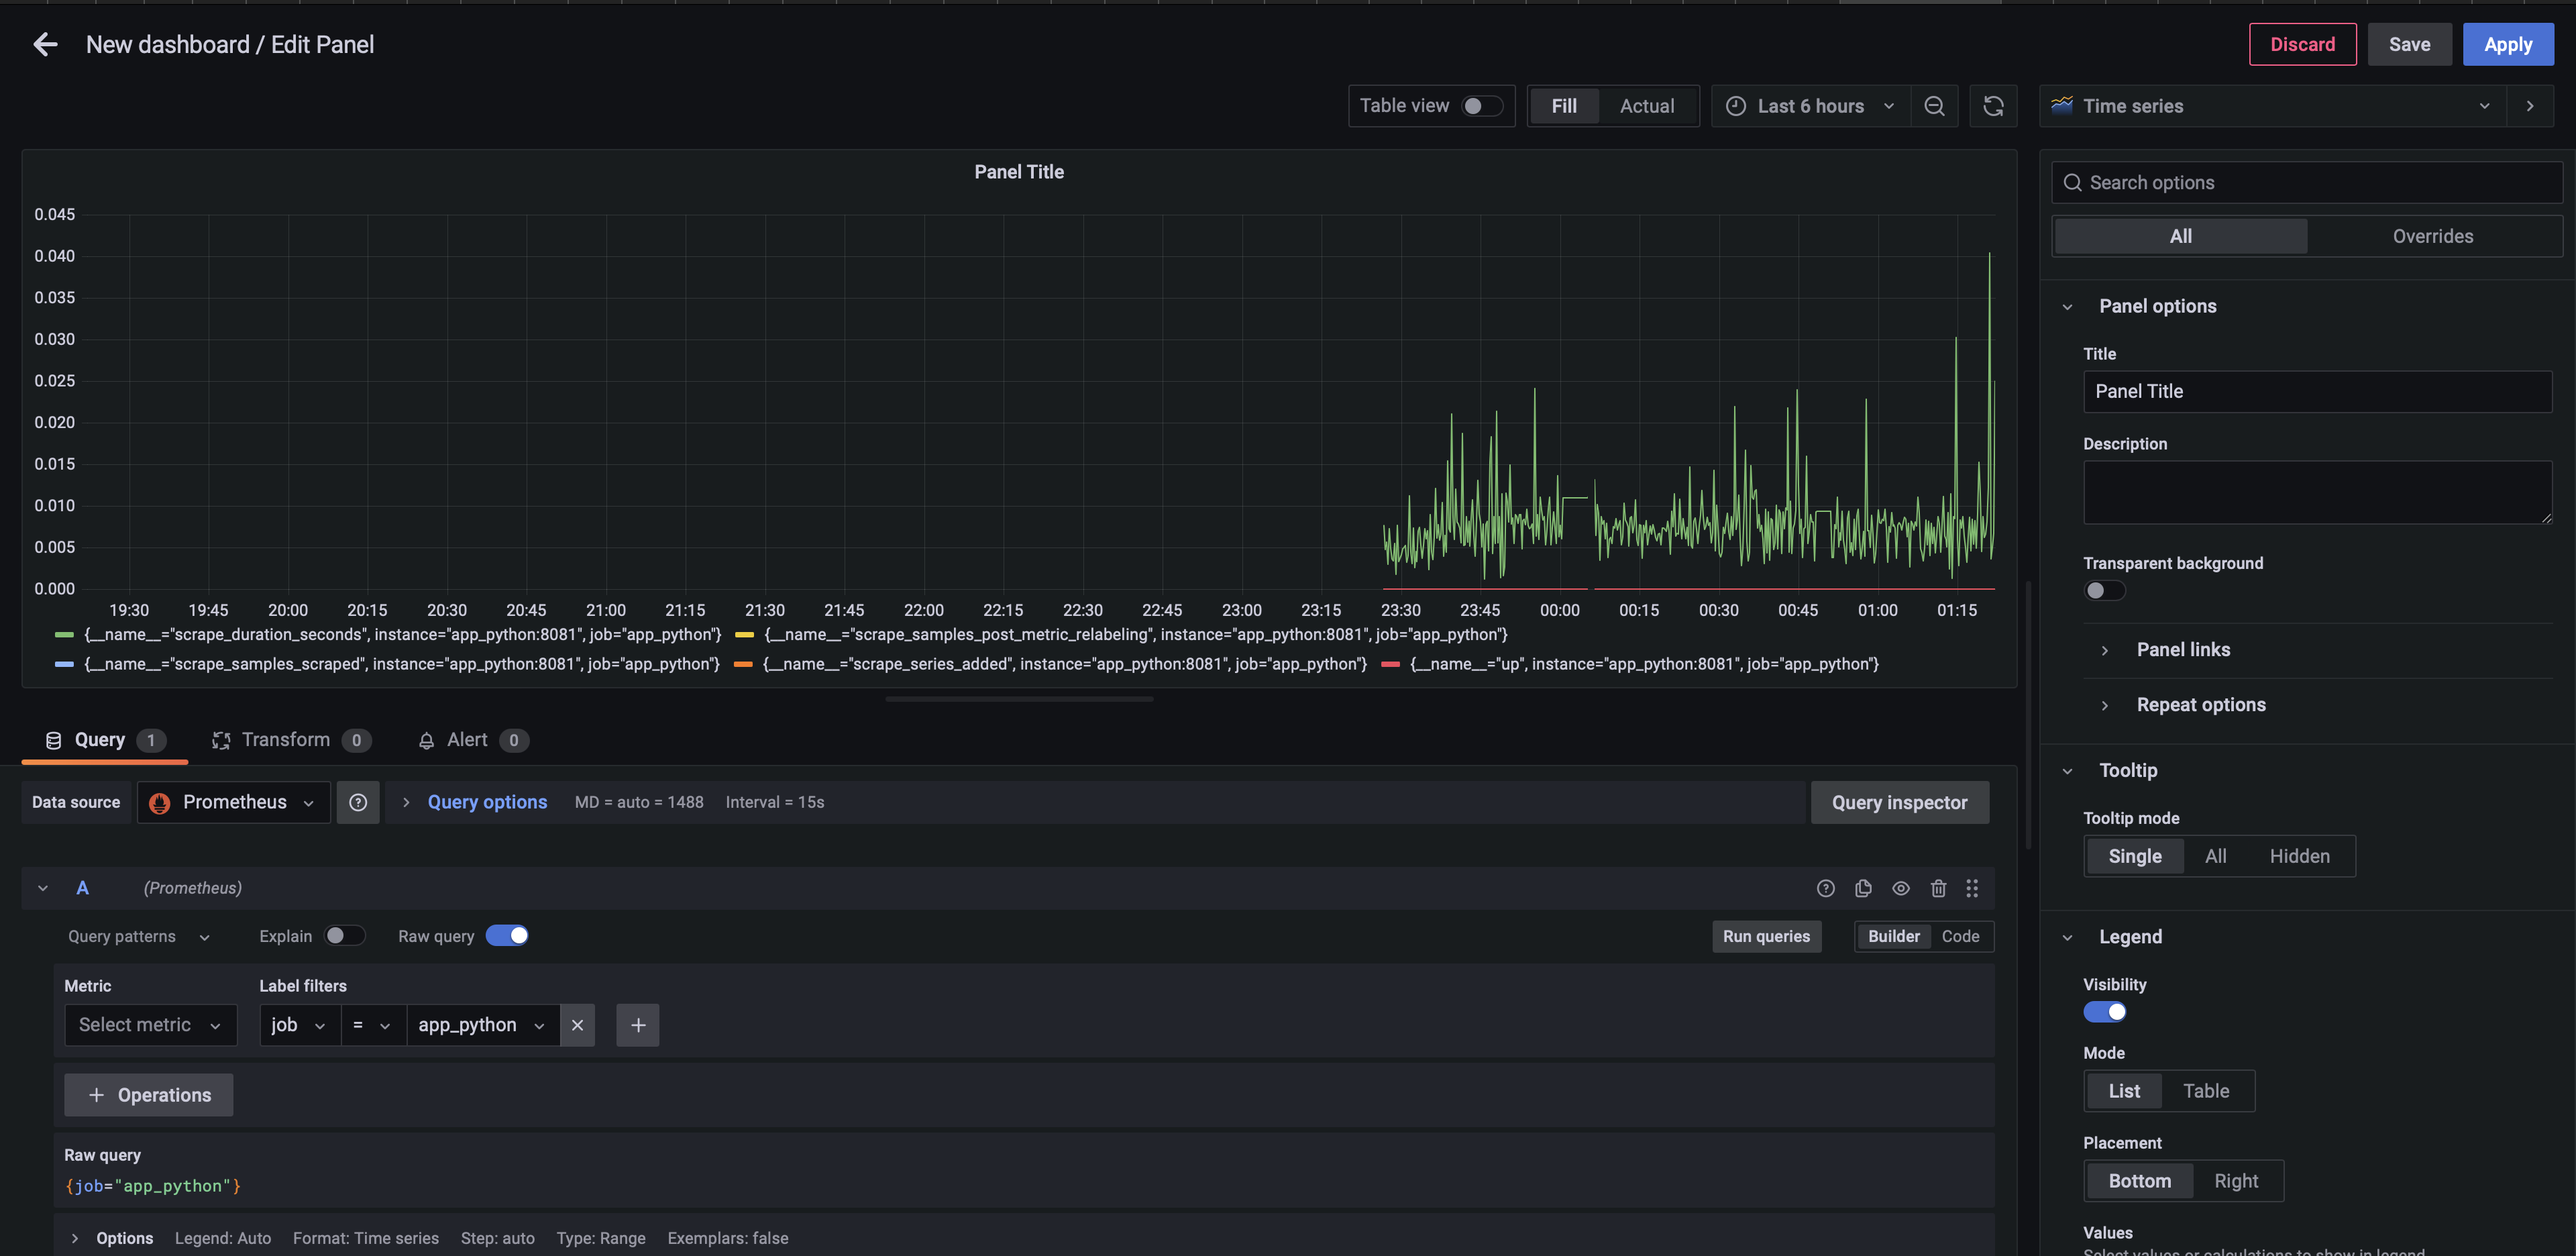 New dashboard / Edit Panel
Discard Save Apply
Table view Fill Actual Last 6 hours Time series
Panel Title
0.045
0.040
0.035
0.030
0.025
0.020
0.015
0.010
0.005
0.000
19:30 19:45 20:00 20:15 20:30 20:45 21:00 21:15 21:30 21:45 22:00 22:15 22:30 22:45 23:00 23:15 23:30 23:45 00:00 00:15 00:30 00:45 01:00 01:15
{__name__="scrape_duration_seconds", instance="app_python:8081", job="app_python"} {__name__="scrape_samples_post_metric_relabeling", instance="app_python:8081", job="app_python"}
{__name__="scrape_samples_scraped", instance="app_python:8081", job="app_python"} {__name__="scrape_series_added", instance="app_python:8081", job="app_python"} {__name__="up", instance="app_python:8081", job="app_python"}
Query 1 Transform 0 Alert 0
Data source Prometheus Query options MD = auto = 1488 Interval = 15s Query inspector
A (Prometheus)
Query patterns Explain Raw query Run queries Builder Code
Metric Label filters
Select metric job = app_python
+ Operations
Raw query
{job="app_python"}
Options Legend: Auto Format: Time series Step: auto Type: Range Exemplars: false
Search options
All Overrides
Panel options
Title
Panel Title
Description
Transparent background
Panel links
Repeat options
Tooltip
Tooltip mode
Single All Hidden
Legend
Visibility
Mode
List Table
Placement
Bottom Right
Values
Select values or calculations to show in legend